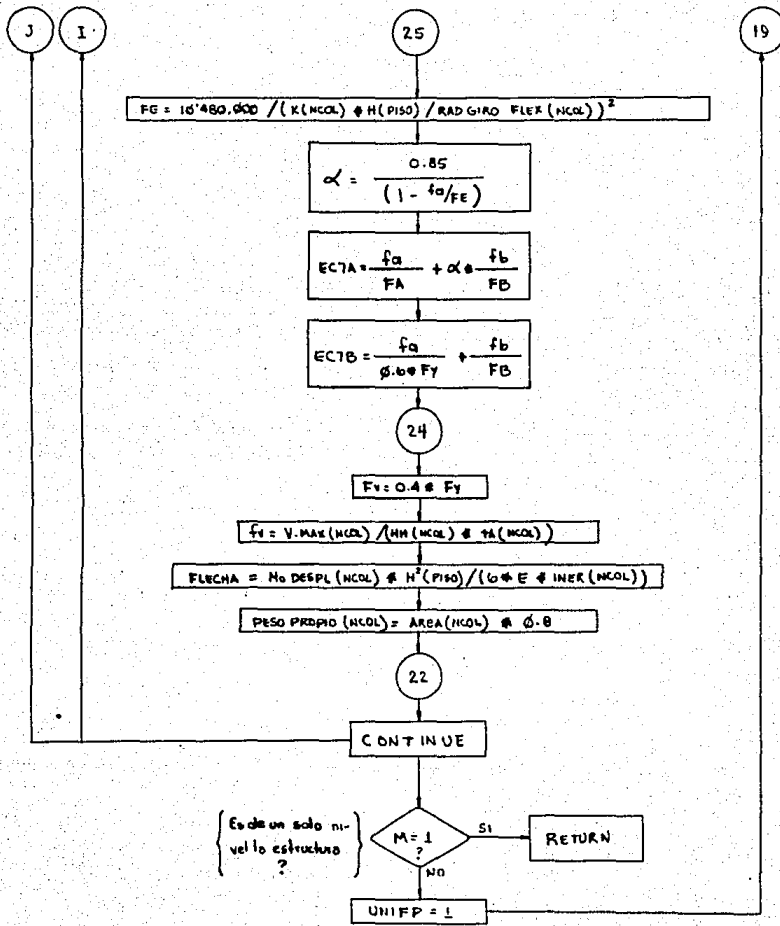 J I 25 19
FE = 10'480,000 / (K(NCOL) * H(PISO) / RAD GIRO FLEX(NCOL))²
α = 0.85 / (1 - fa/FE)
EC7A = fa/FA + α * fb/FB
EC7B = fa/0.6*Fy + fb/FB
24
Fv = 0.4 * Fy
fv = V.MAX(NCOL) / (HH(NCOL) * tA(NCOL))
FLECHA = Mo DESPL(NCOL) * H²(PISO) / (6 * E * INER(NCOL))
PESO PROPIO (NCOL) = AREA(NCOL) * 0.8
22
CONTINUE
Es de un solo ni-
vel la estructura
?
M = 1
?
SI
RETURN
NO
UNIFP = 1